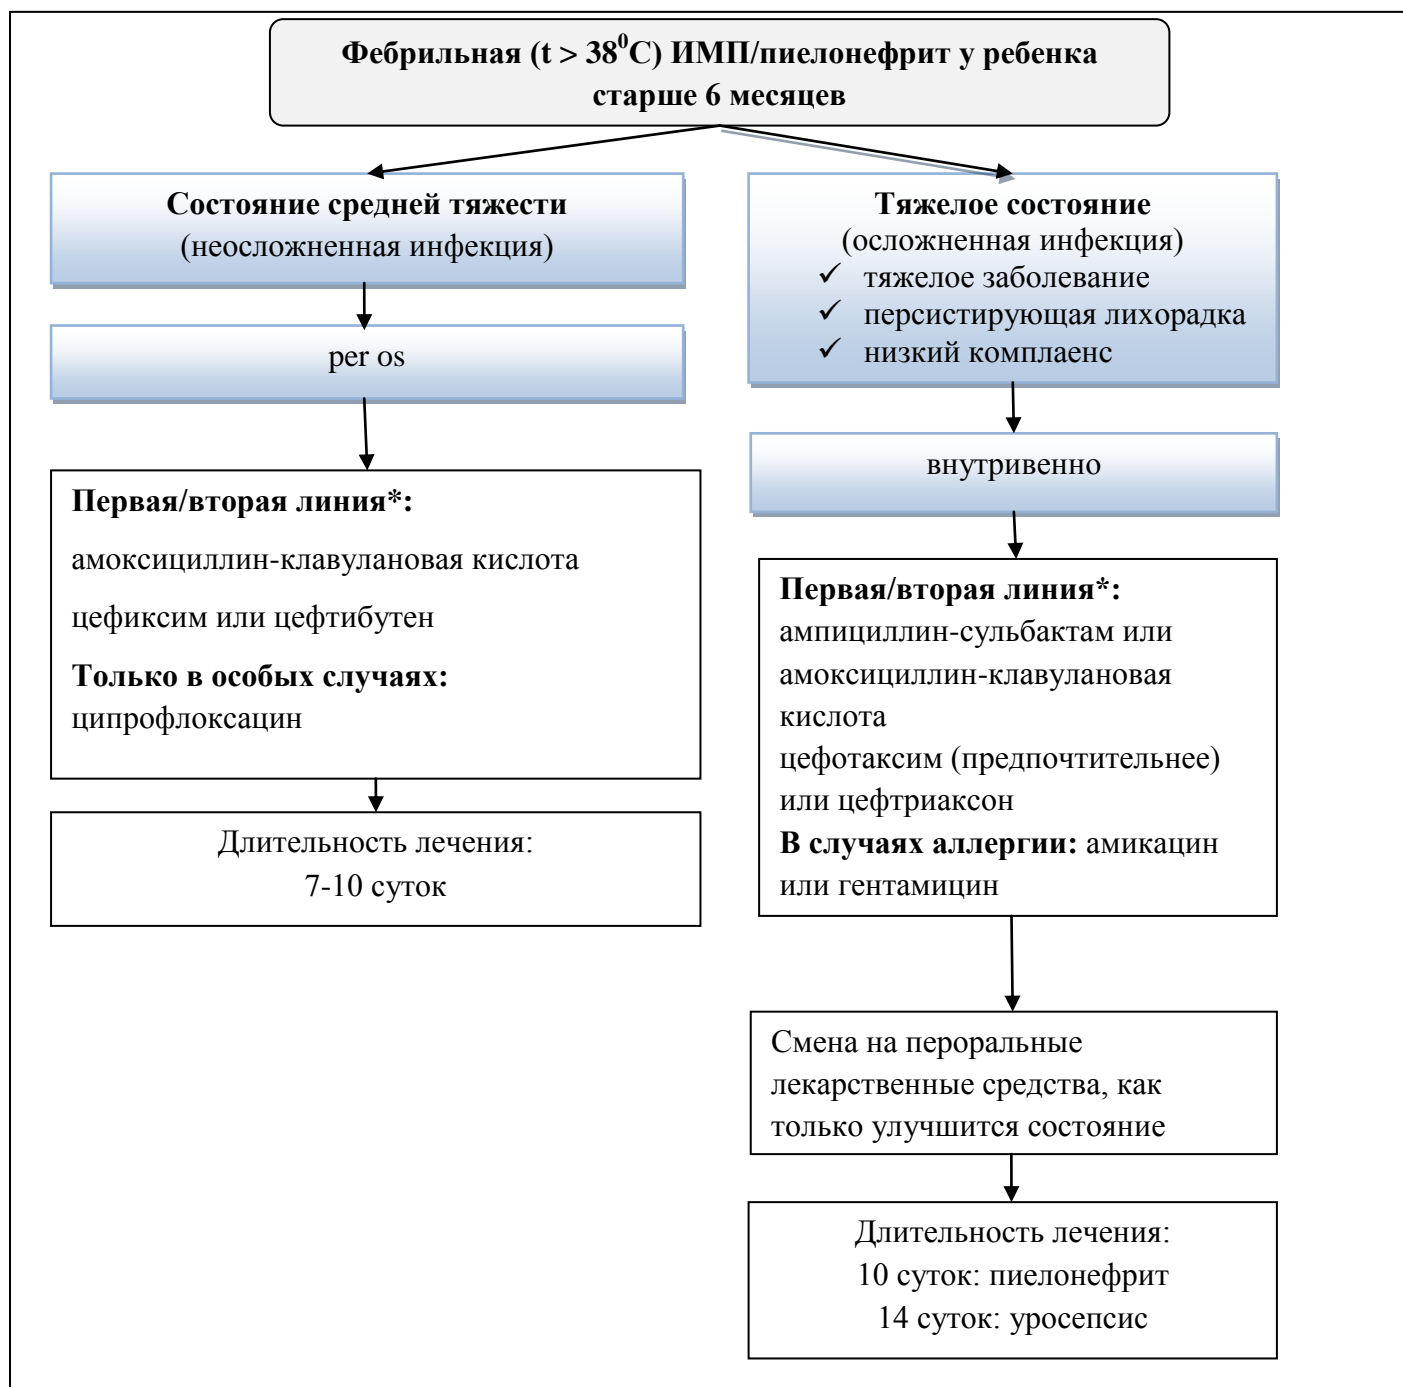 Фебрильная (t > 38⁰С) ИМП/пиелонефрит у ребенка
старше 6 месяцев
Состояние средней тяжести
(неосложненная инфекция)
per os
Первая/вторая линия*:
амоксициллин-клавулановая кислота
цефиксим или цефтибутен
Только в особых случаях:
ципрофлоксацин
Длительность лечения:
7-10 суток
Тяжелое состояние
(осложненная инфекция)
✓ тяжелое заболевание
✓ персистирующая лихорадка
✓ низкий комплаенс
внутривенно
Первая/вторая линия*:
ампициллин-сульбактам или
амоксициллин-клавулановая
кислота
цефотаксим (предпочтительнее)
или цефтриаксон
В случаях аллергии: амикацин
или гентамицин
Смена на пероральные
лекарственные средства, как
только улучшится состояние
Длительность лечения:
10 суток: пиелонефрит
14 суток: уросепсис